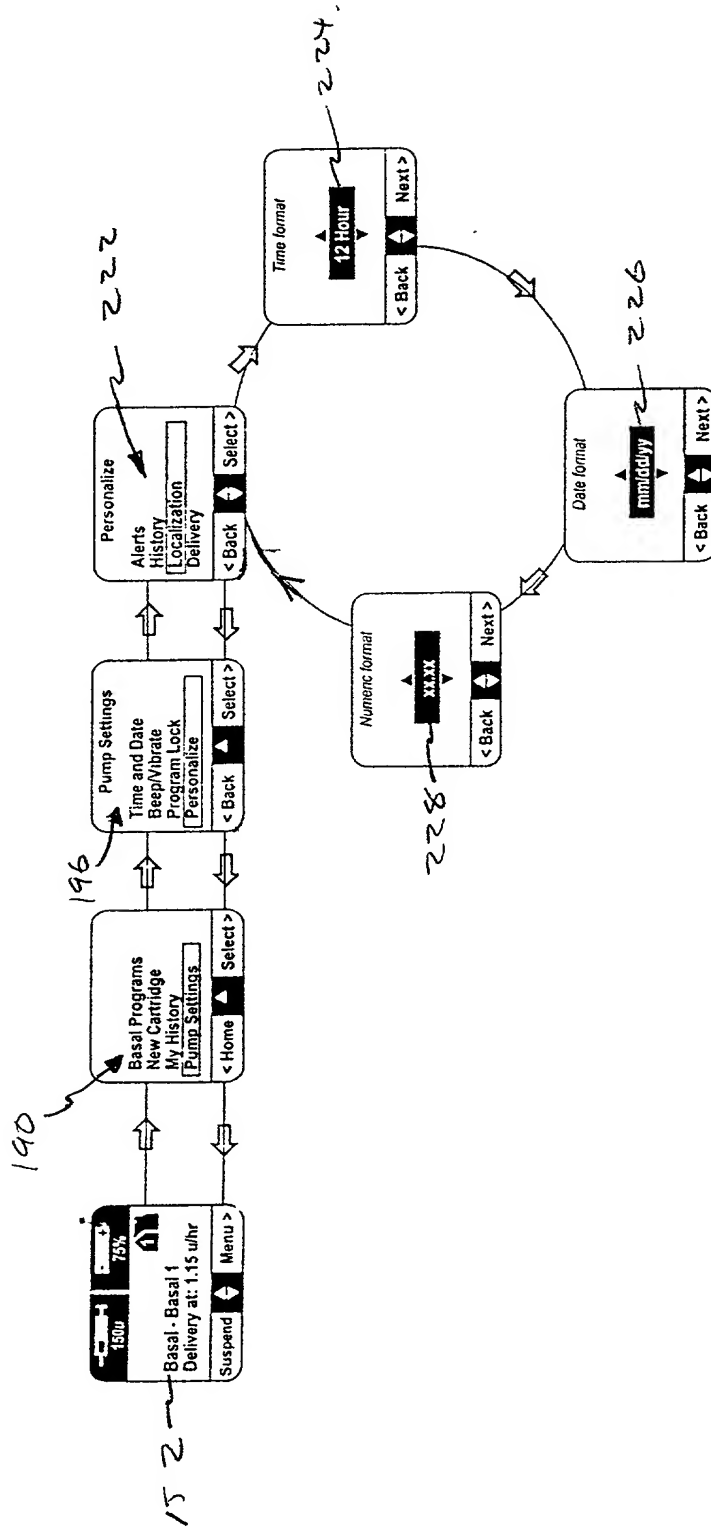 152
150u
75%
1
Basal - Basal 1
Delivery at: 1.15 u/hr
Suspend
Menu >
190
Basal Programs
New Cartridge
My History
Pump Settings
< Home
Select >
196
Pump Settings
Time and Date
Beep/Vibrate
Program Lock
Personalize
< Back
Select >
222
Personalize
Alerts
History
Localization
Delivery
< Back
Select >
224
Time format
12 Hour
< Back
Next >
226
Date format
mm/dd/yy
< Back
Next >
228
Numeric format
xx.xx
< Back
Next >